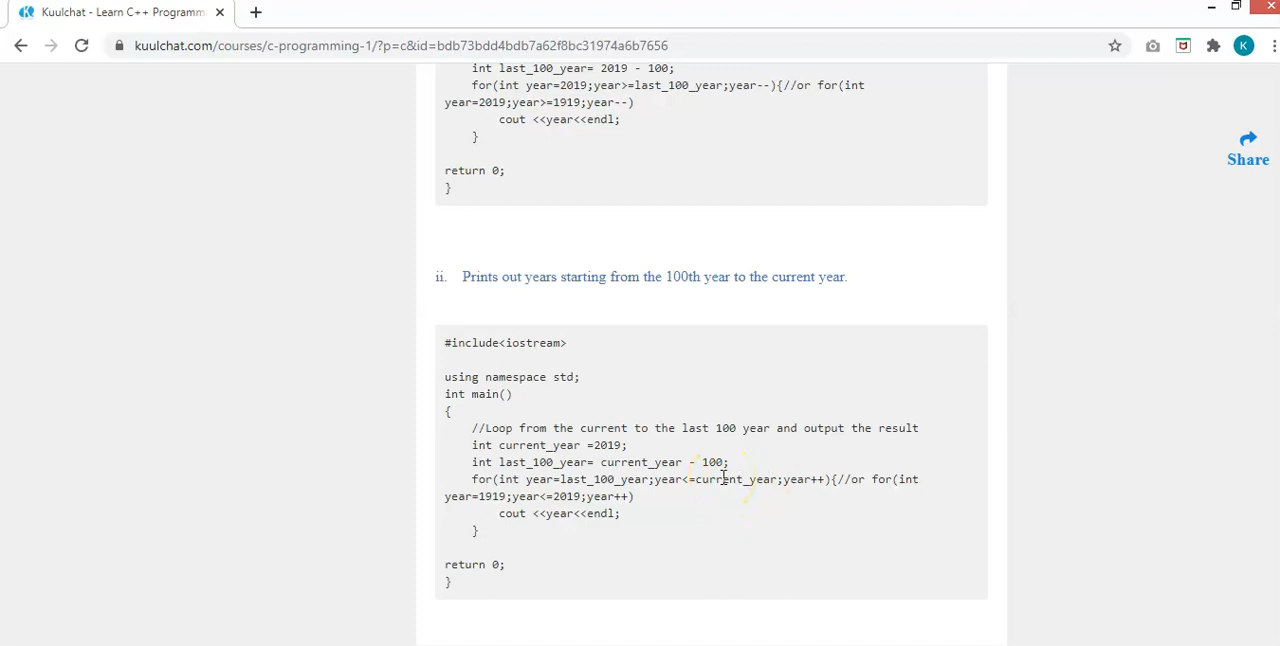 Kuulchat - Learn C++ Programm
kuulchat.com/courses/c-programming-1/?p=c&id=bdb73bdd4bdb7a62f8bc31974a6b7656
K
int last_100_year= 2019 - 100;
for(int year=2019;year>=last_100_year;year--){//or for(int
year=2019;year>=1919;year--)
cout <<year<<endl;
}
return 0;
}
Share
ii. Prints out years starting from the 100th year to the current year.
#include<iostream>
using namespace std;
int main()
{
//Loop from the current to the last 100 year and output the result
int current_year =2019;
int last_100_year= current_year - 100;
for(int year=last_100_year;year<=current_year;year++){//or for(int
year=1919;year<=2019;year++)
cout <<year<<endl;
}
return 0;
}